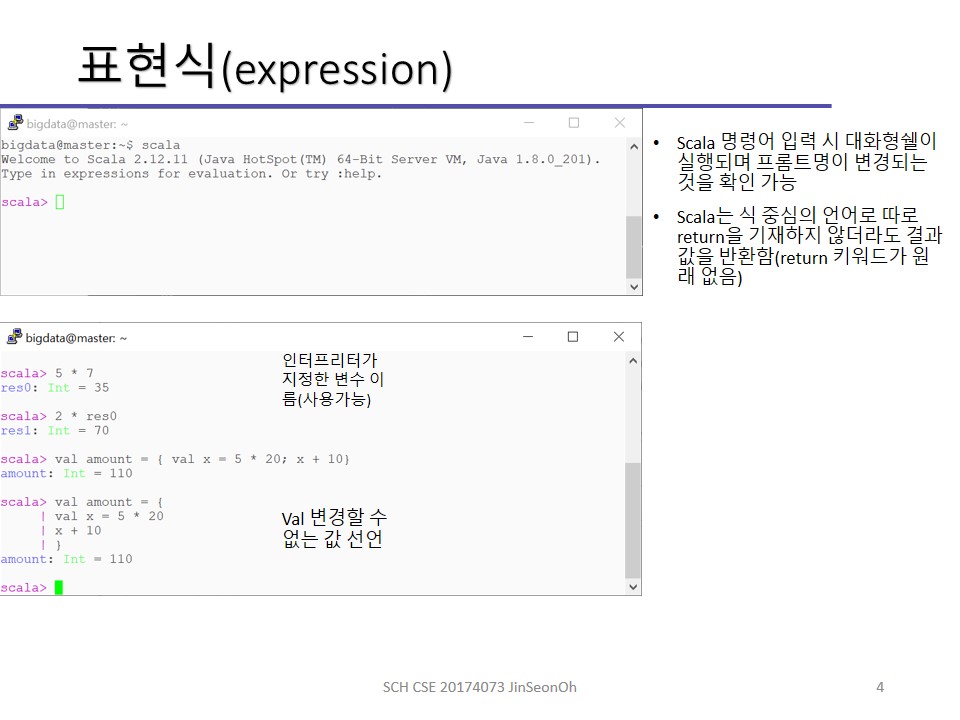 표현식(expression)
bigdata@master: ~
bigdata@master:~$ scala
Welcome to Scala 2.12.11 (Java HotSpot(TM) 64-Bit Server VM, Java 1.8.0_201).
Type in expressions for evaluation. Or try :help.
scala>
• Scala 명령어 입력 시 대화형쉘이
실행되며 프롬트명이 변경되는
것을 확인 가능
• Scala는 식 중심의 언어로 따로
return을 기재하지 않더라도 결과
값을 반환함(return 키워드가 원
래 없음)
bigdata@master: ~
scala> 5 * 7
res0: Int = 35
scala> 2 * res0
res1: Int = 70
scala> val amount = { val x = 5 * 20; x + 10}
amount: Int = 110
scala> val amount = {
| val x = 5 * 20
| x + 10
| }
amount: Int = 110
scala>
인터프리터가
지정한 변수 이
름(사용가능)
Val 변경할 수
없는 값 선언
SCH CSE 20174073 JinSeonOh
4